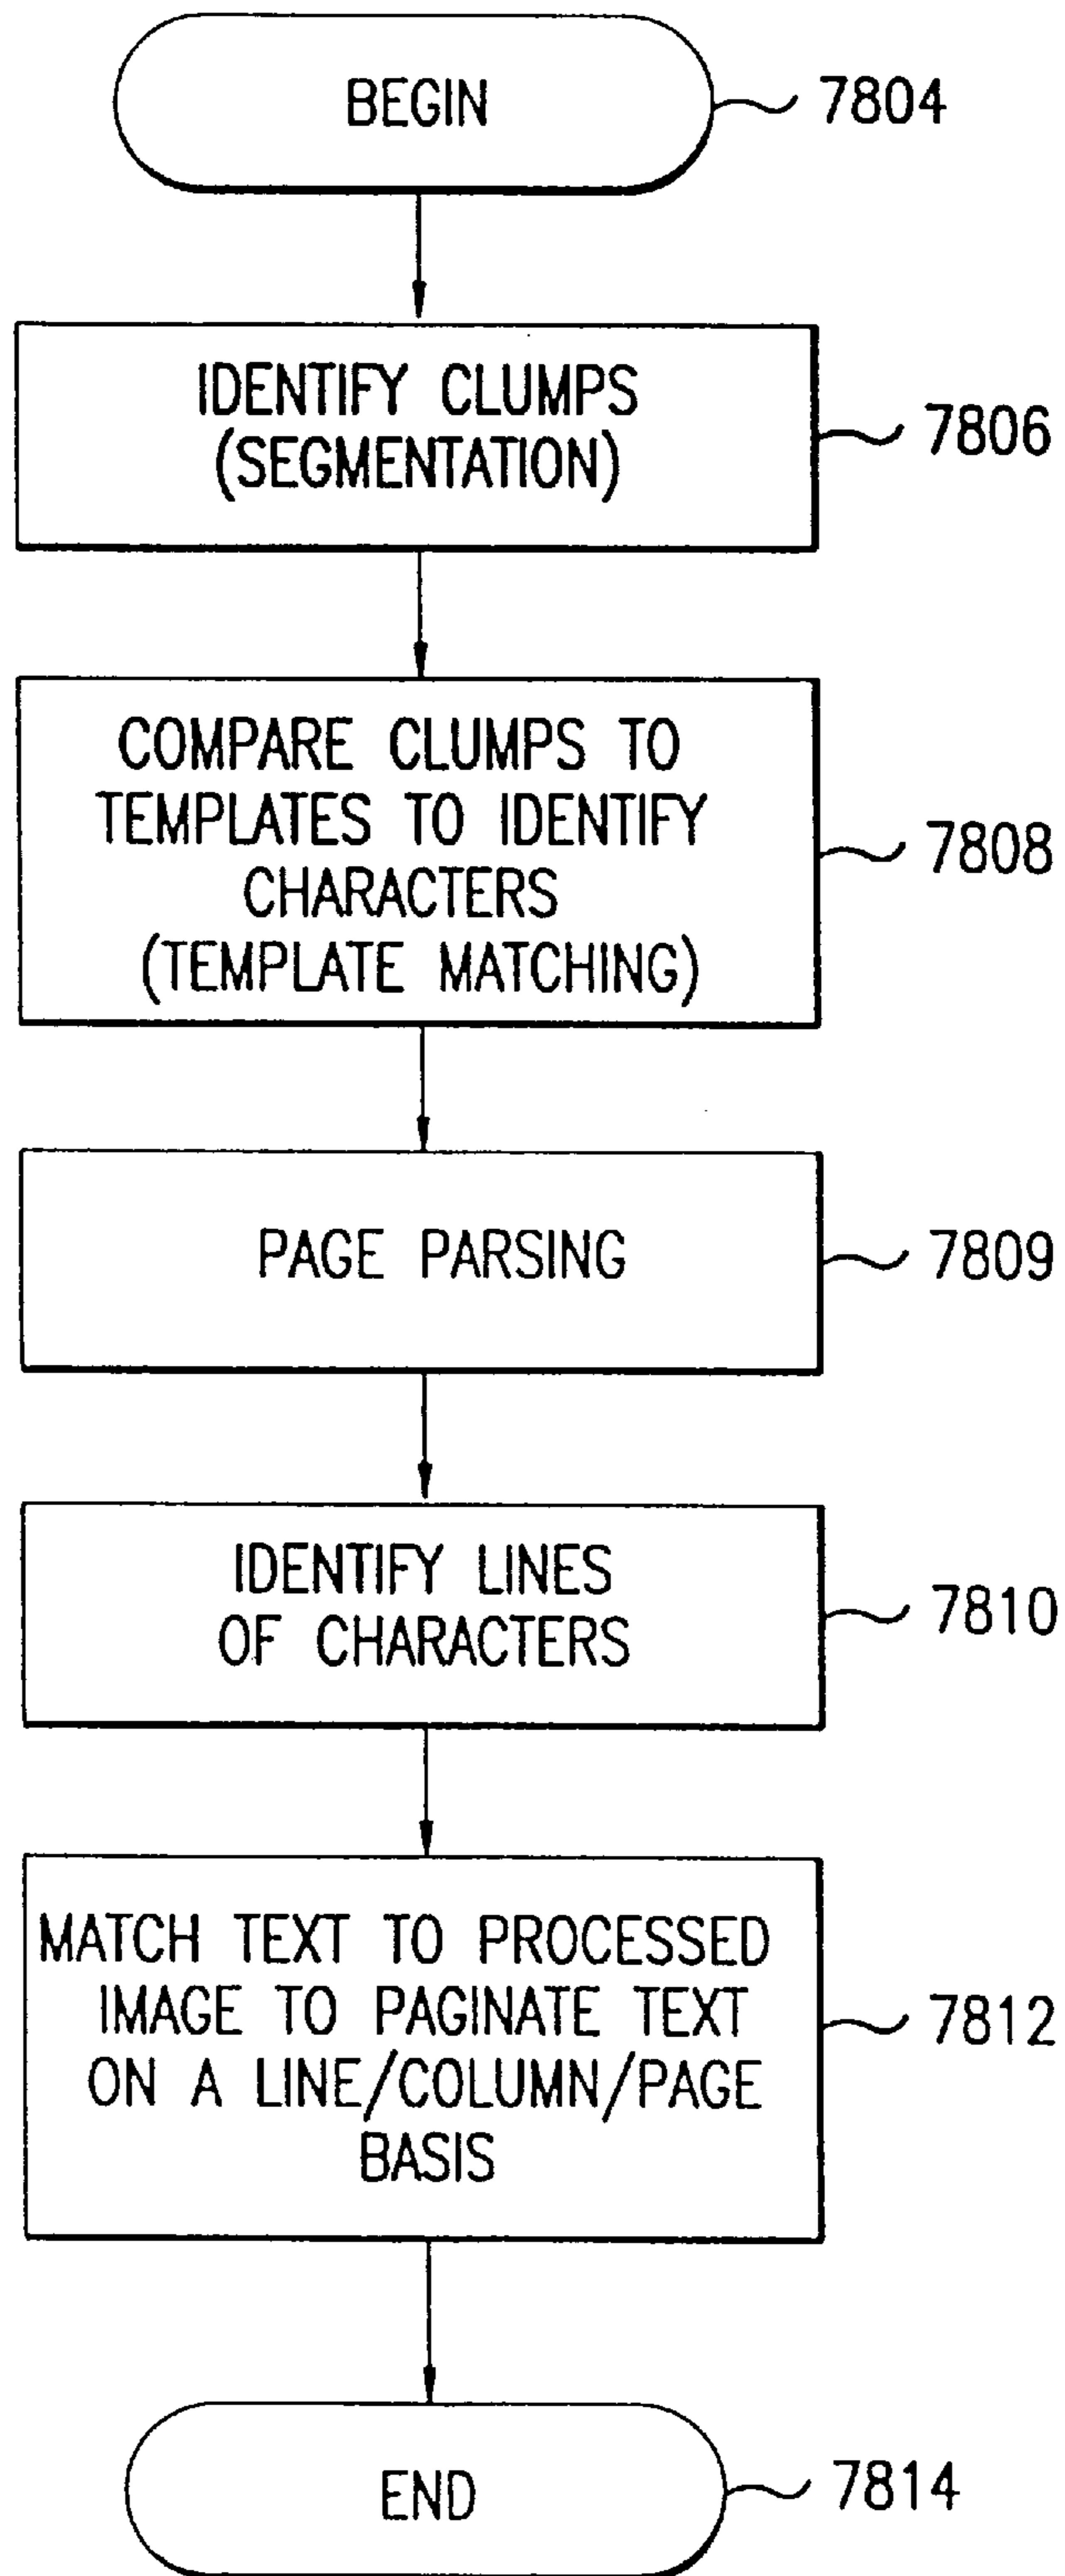 BEGIN
7804
IDENTIFY CLUMPS
(SEGMENTATION)
7806
COMPARE CLUMPS TO
TEMPLATES TO IDENTIFY
CHARACTERS
(TEMPLATE MATCHING)
7808
PAGE PARSING
7809
IDENTIFY LINES
OF CHARACTERS
7810
MATCH TEXT TO PROCESSED
IMAGE TO PAGINATE TEXT
ON A LINE/COLUMN/PAGE
BASIS
7812
END
7814